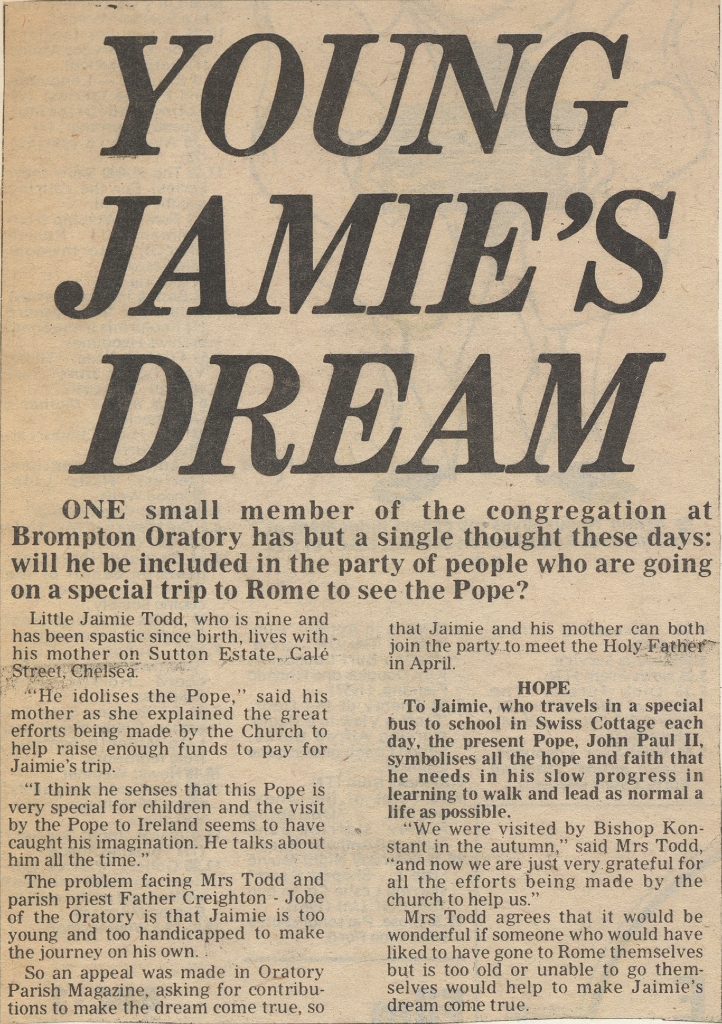 YOUNG
JAMIE'S
DREAM
ONE small member of the congregation at
Brompton Oratory has but a single thought these days:
will he be included in the party of people who are going
on a special trip to Rome to see the Pope?
Little Jaimie Todd, who is nine and
has been spastic since birth, lives with
his mother on Sutton Estate, Calé
Street, Chelsea.
"He idolises the Pope," said his
mother as she explained the great
efforts being made by the Church to
help raise enough funds to pay for
Jaimie's trip.
"I think he senses that this Pope is
very special for children and the visit
by the Pope to Ireland seems to have
caught his imagination. He talks about
him all the time."
The problem facing Mrs Todd and
parish priest Father Creighton - Jobe
of the Oratory is that Jaimie is too
young and too handicapped to make
the journey on his own.
So an appeal was made in Oratory
Parish Magazine, asking for contribu-
tions to make the dream come true, so
that Jaimie and his mother can both
join the party to meet the Holy Father
in April.
HOPE
To Jaimie, who travels in a special
bus to school in Swiss Cottage each
day, the present Pope, John Paul II,
symbolises all the hope and faith that
he needs in his slow progress in
learning to walk and lead as normal a
life as possible.
"We were visited by Bishop Kon-
stant in the autumn," said Mrs Todd,
"and now we are just very grateful for
all the efforts being made by the
church to help us."
Mrs Todd agrees that it would be
wonderful if someone who would have
liked to have gone to Rome themselves
but is too old or unable to go them-
selves would help to make Jaimie's
dream come true.